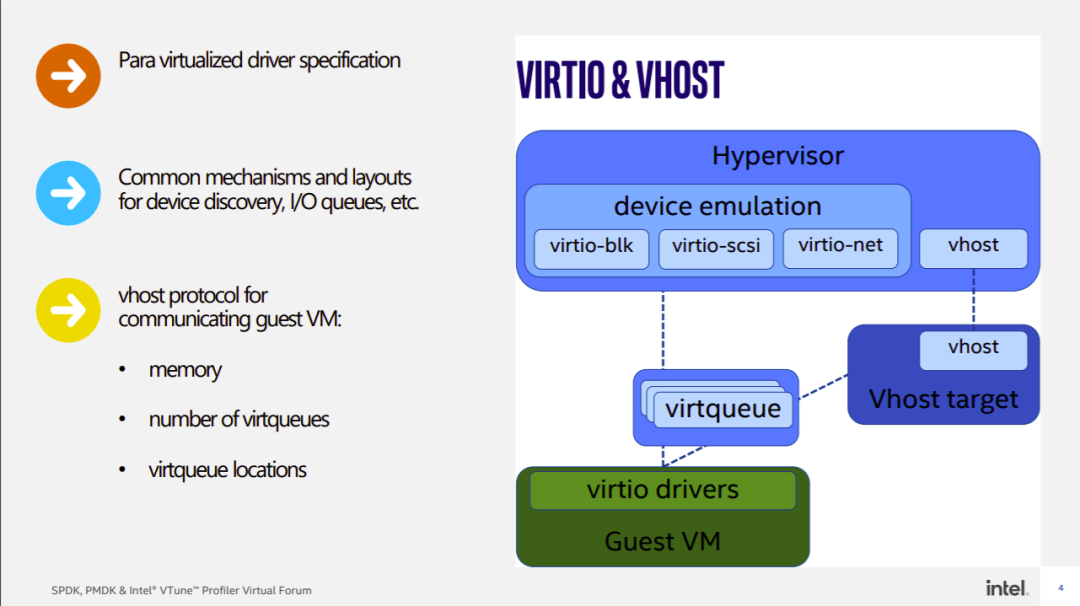 Para virtualized driver specification
Common mechanisms and layouts
for device discovery, I/O queues, etc.
vhost protocol for
communicating guest VM:
• memory
• number of virtqueues
• virtqueue locations
VIRTIO & VHOST
Hypervisor
device emulation
virtio-blk
virtio-scsi
virtio-net
vhost
vhost
Vhost target
virtqueue
virtio drivers
Guest VM
SPDK, PMDK & Intel® VTune™ Profiler Virtual Forum
intel.
4